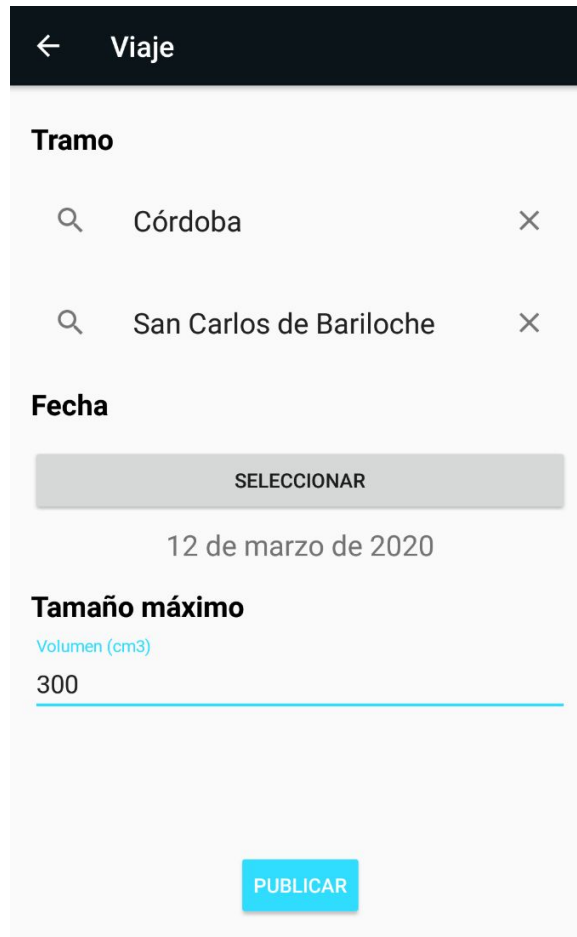 Viaje
Tramo
Córdoba
San Carlos de Bariloche
Fecha
SELECCIONAR
12 de marzo de 2020
Tamaño máximo
Volumen (cm3)
300
PUBLICAR